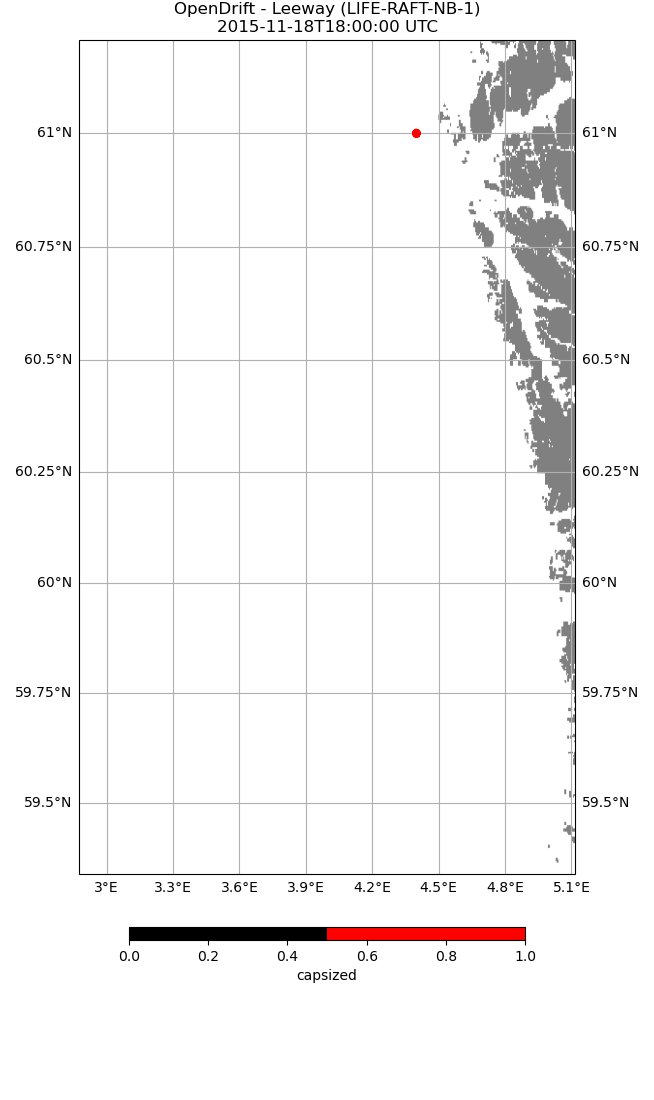 OpenDrift - Leeway (LIFE-RAFT-NB-1)
2015-11-18T18:00:00 UTC
61°N 61°N
60.75°N 60.75°N
60.5°N 60.5°N
60.25°N 60.25°N
60°N 60°N
59.75°N 59.75°N
59.5°N 59.5°N
3°E 3.3°E 3.6°E 3.9°E 4.2°E 4.5°E 4.8°E 5.1°E
0.0 0.2 0.4 0.6 0.8 1.0
capsized